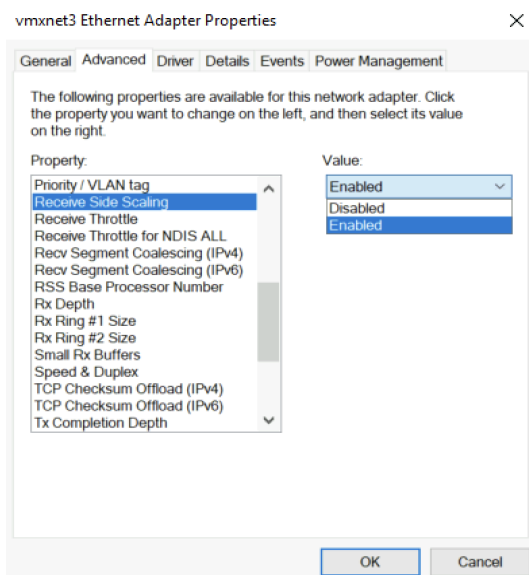 vmxnet3 Ethernet Adapter Properties
General Advanced Driver Details Events Power Management
The following properties are available for this network adapter. Click
the property you want to change on the left, and then select its value
on the right.
Property:
Value:
Priority / VLAN tag
Receive Side Scaling
Receive Throttle
Receive Throttle for NDIS ALL
Recv Segment Coalescing (IPv4)
Recv Segment Coalescing (IPv6)
RSS Base Processor Number
Rx Depth
Rx Ring #1 Size
Rx Ring #2 Size
Small Rx Buffers
Speed & Duplex
TCP Checksum Offload (IPv4)
TCP Checksum Offload (IPv6)
Tx Completion Depth
Enabled
Disabled
Enabled
OK
Cancel